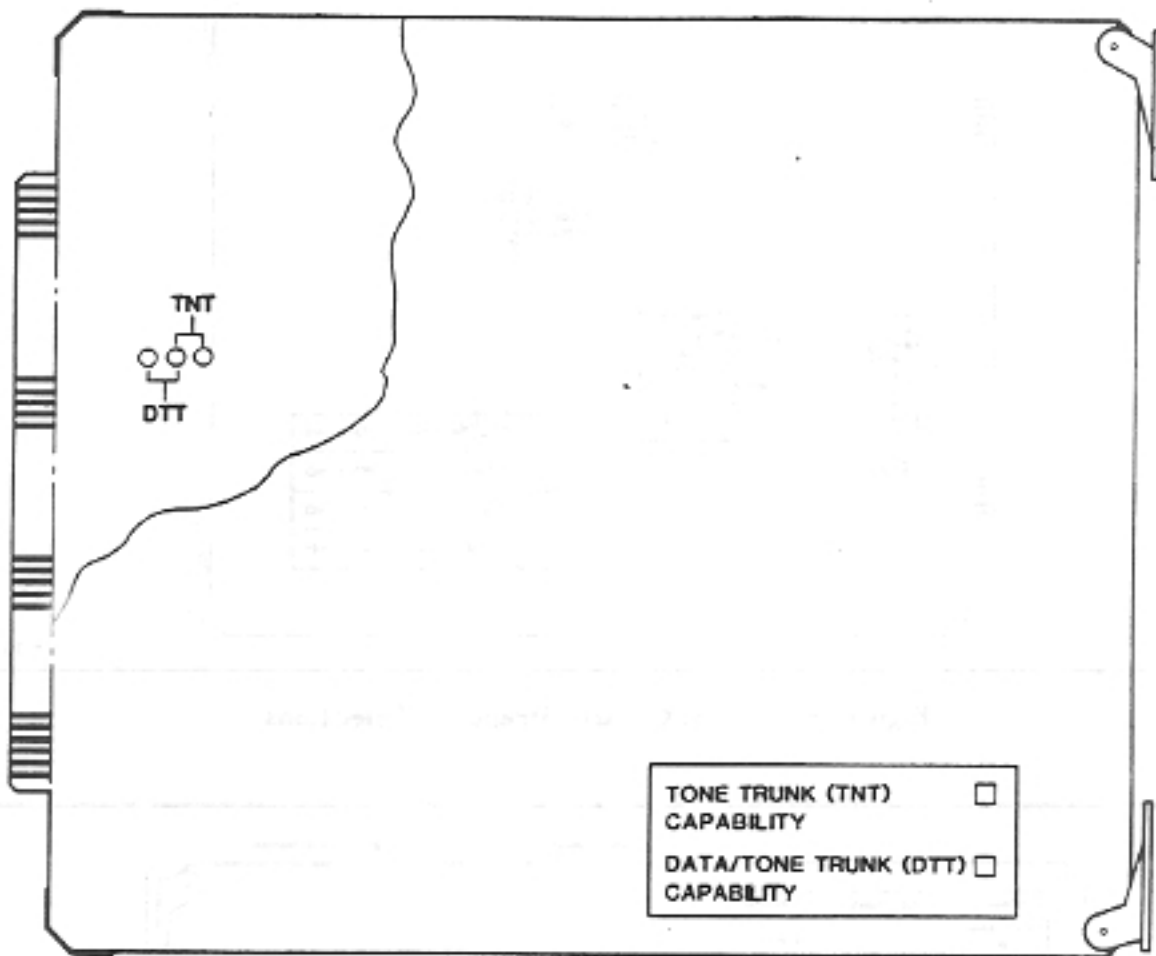 TNT
DTT
TONE TRUNK (TNT)
CAPABILITY
DATA/TONE TRUNK (DTT)
CAPABILITY